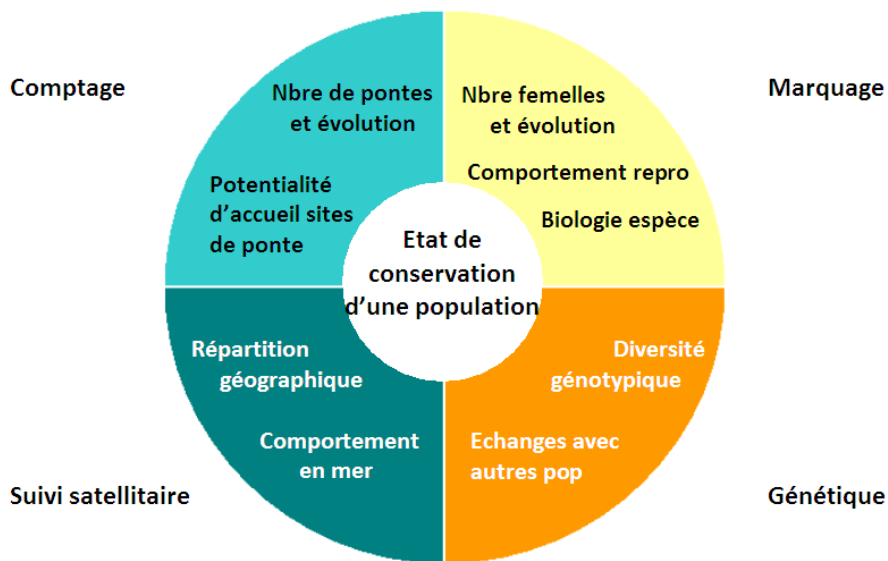 Comptage
Nbre de pontes
et évolution
Potentialité
d'accueil sites
de ponte
Marquage
Nbre femelles
et évolution
Comportement repro
Biologie espèce
Etat de
conservation
d'une population
Répartition
géographique
Comportement
en mer
Suivi satellitaire
Diversité
génotypique
Echanges avec
autres pop
Génétique